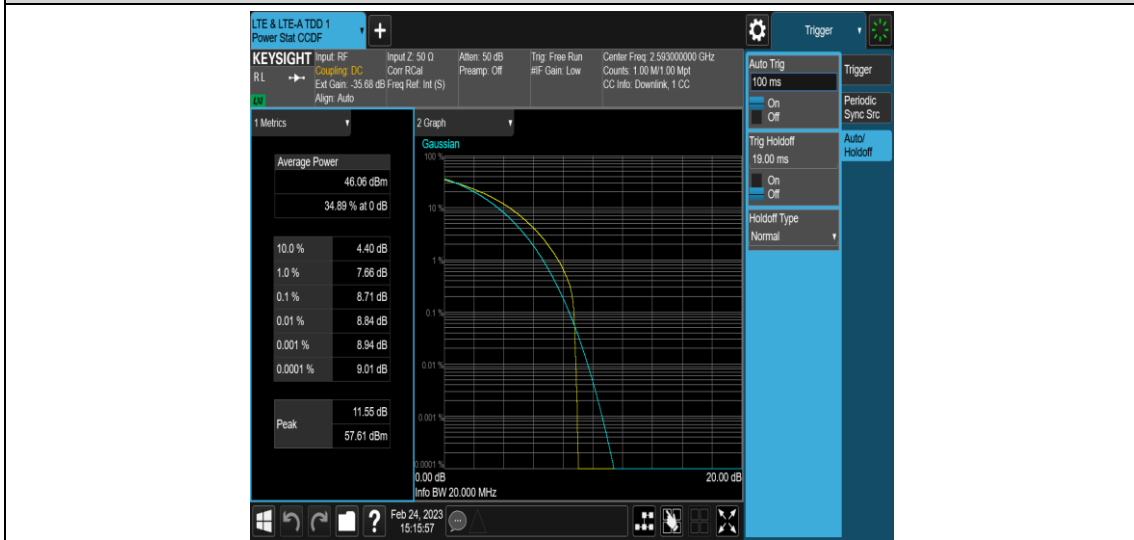 LTE & LTE-A TDD 1
Power Stat CCDF
+
Trigger
KEYSIGHT
RL
LXI
Input: RF
Coupling: DC
Ext Gain: -35.68 dB
Align: Auto
Input Z: 50 Ω
Corr RCal
Freq Ref: Int (S)
Atten: 50 dB
Preamp: Off
Trig: Free Run
#IF Gain: Low
Center Freq: 2.593000000 GHz
Counts: 1.00 M/1.00 Mpt
CC Info: Downlink, 1 CC
1 Metrics
Average Power
46.06 dBm
34.89 % at 0 dB
10.0 % 4.40 dB
1.0 % 7.66 dB
0.1 % 8.71 dB
0.01 % 8.84 dB
0.001 % 8.94 dB
0.0001 % 9.01 dB
Peak
11.55 dB
57.61 dBm
2 Graph
Gaussian
100 %
10 %
1 %
0.1 %
0.01 %
0.001 %
0.0001 %
0.00 dB 20.00 dB
Info BW 20.000 MHz
Auto Trig
100 ms
On
Off
Trig Holdoff
19.00 ms
On
Off
Holdoff Type
Normal
Trigger
Periodic
Sync Src
Auto/
Holdoff
?
Feb 24, 2023
15:15:57